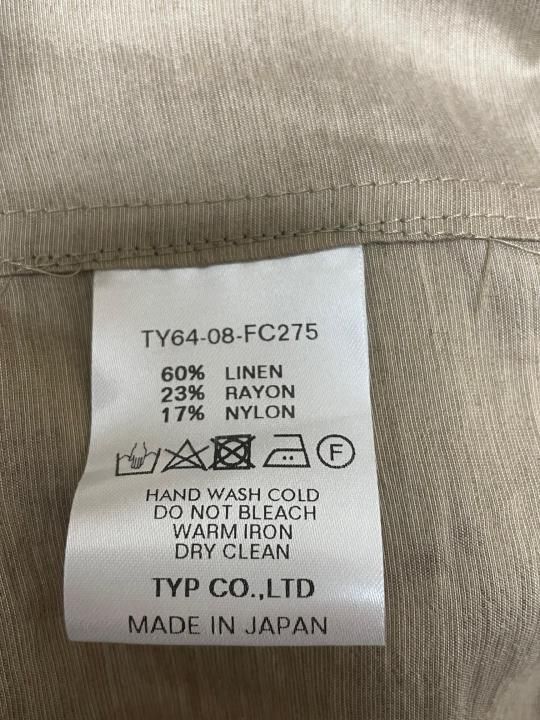 TY64-08-FC275
60% LINEN
23% RAYON
17% NYLON
F
HAND WASH COLD
DO NOT BLEACH
WARM IRON
DRY CLEAN
TYP CO.,LTD
MADE IN JAPAN